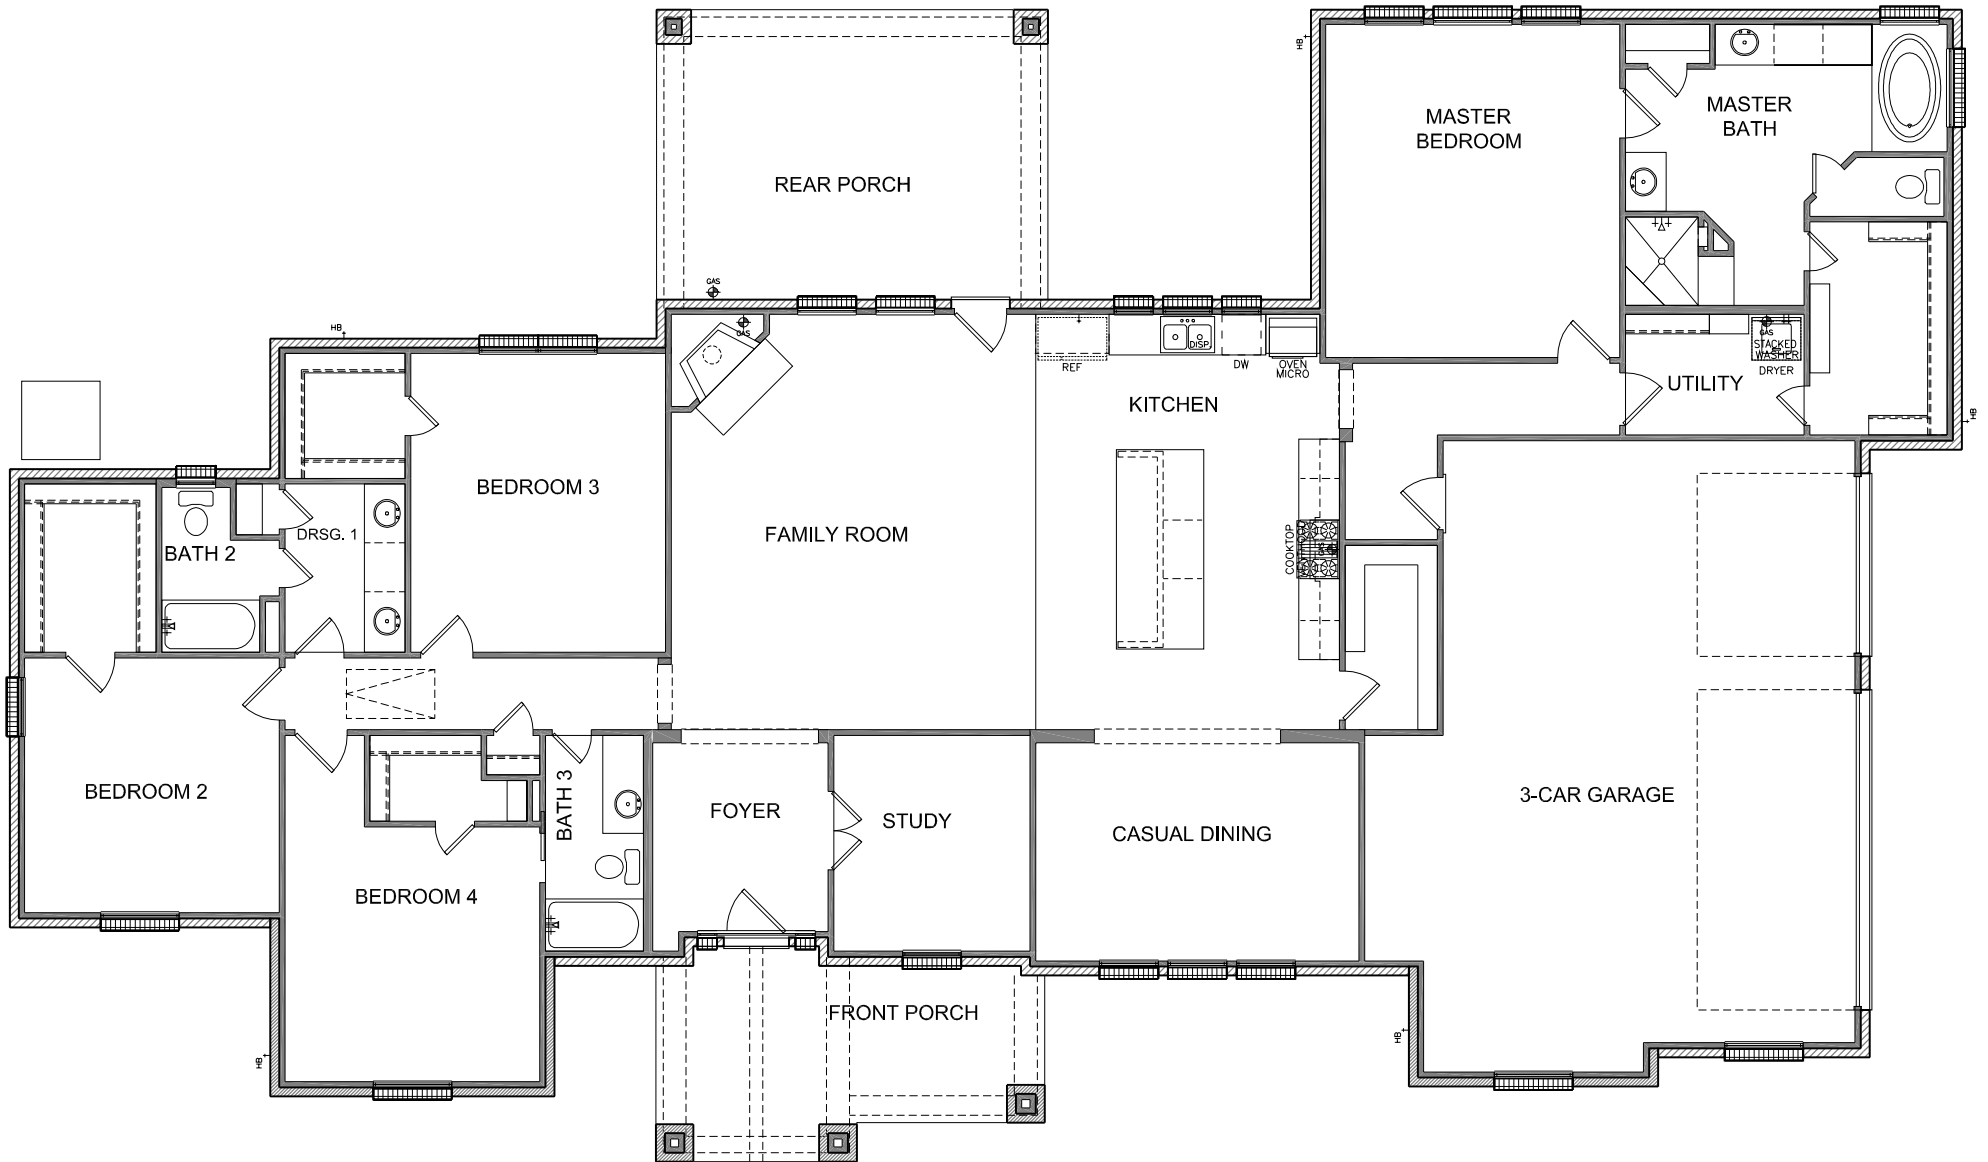 HB
MASTER
BEDROOM
MASTER
BATH
REAR PORCH
GAS
GAS
HB
REF
DISP.
DW
OVEN
MICRO
GAS
STACKED
WASHER
DRYER
UTILITY
KITCHEN
HB
BEDROOM 3
DRSG. 1
BATH 2
FAMILY ROOM
COOKTOP
GAS
BEDROOM 2
BATH 3
FOYER
STUDY
CASUAL DINING
3-CAR GARAGE
BEDROOM 4
FRONT PORCH
HB
HB